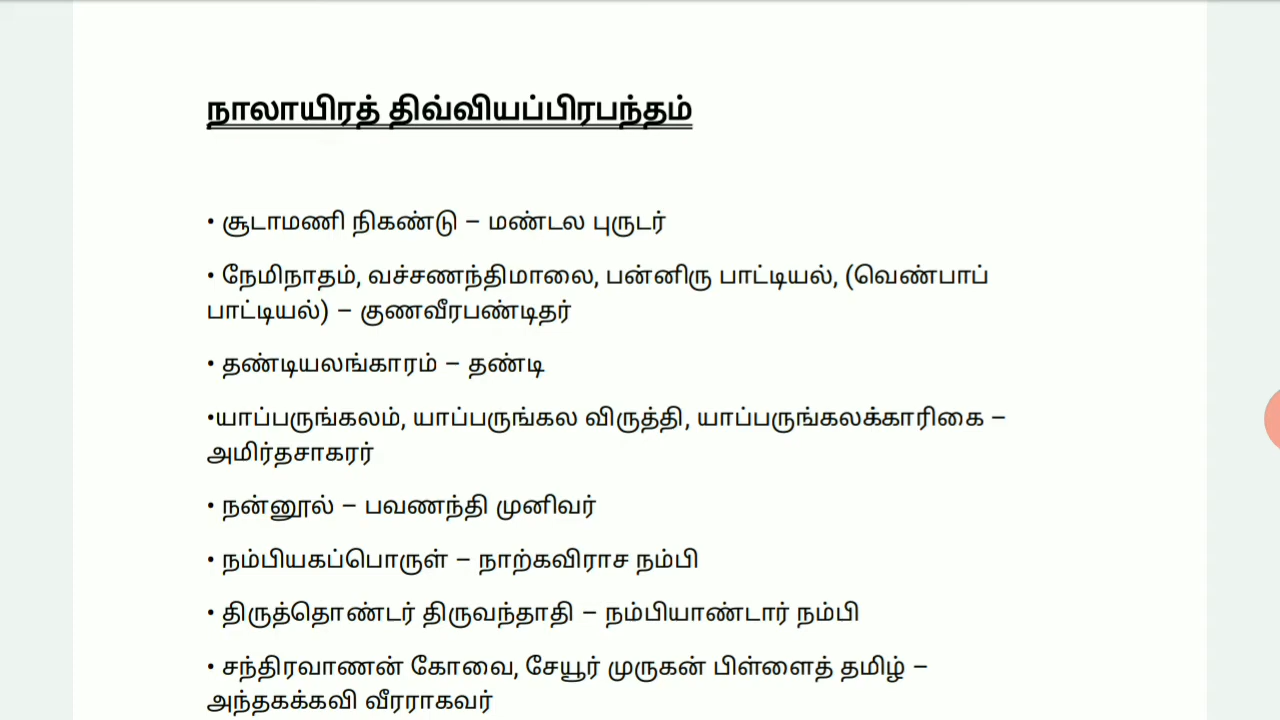 நாலாயிரத் திவ்வியப்பிரபந்தம்
• சூடாமணி நிகண்டு – மண்டல புருடர்
• நேமிநாதம், வச்சணந்திமாலை, பன்னிரு பாட்டியல், (வெண்பாப்
பாட்டியல்) – குணவீரபண்டிதர்
• தண்டியலங்காரம் – தண்டி
•யாப்பருங்கலம், யாப்பருங்கல விருத்தி, யாப்பருங்கலக்காரிகை –
அமிர்தசாகரர்
• நன்னூல் – பவணந்தி முனிவர்
• நம்பியகப்பொருள் – நாற்கவிராச நம்பி
• திருத்தொண்டர் திருவந்தாதி – நம்பியாண்டார் நம்பி
• சந்திரவாணன் கோவை, சேயூர் முருகன் பிள்ளைத் தமிழ் –
அந்தகக்கவி வீரராகவர்